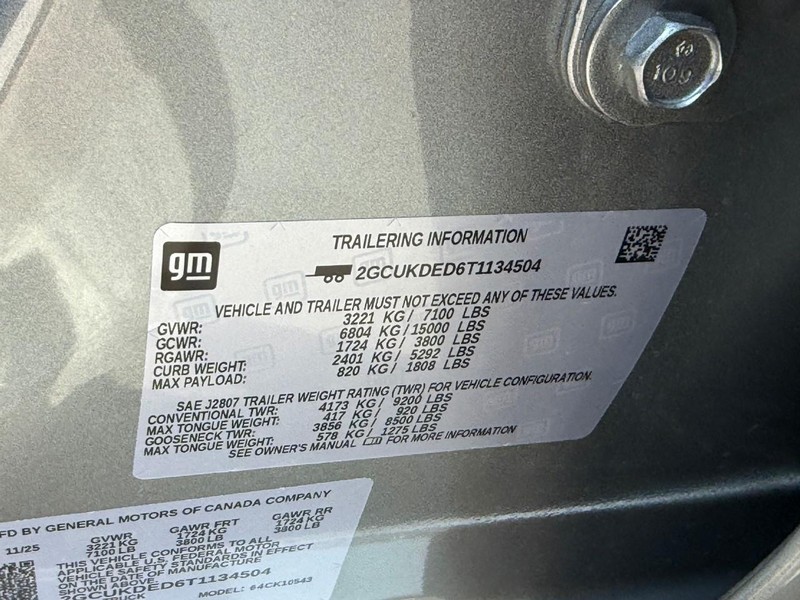 109
gm
TRAILERING INFORMATION
2GCUKDED6T1134504
VEHICLE AND TRAILER MUST NOT EXCEED ANY OF THESE VALUES.
GVWR: 3221 KG / 7100 LBS
GCWR: 6804 KG / 15000 LBS
RGAWR: 1724 KG / 3800 LBS
CURB WEIGHT: 2401 KG / 5292 LBS
MAX PAYLOAD: 820 KG / 1808 LBS
SAE J2807 TRAILER WEIGHT RATING (TWR) FOR VEHICLE CONFIGURATION.
CONVENTIONAL TWR: 4173 KG / 9200 LBS
MAX TONGUE WEIGHT: 417 KG / 920 LBS
GOOSENECK TWR: 3856 KG / 8500 LBS
MAX TONGUE WEIGHT: 578 KG / 1275 LBS
SEE OWNER'S MANUAL FOR MORE INFORMATION
FD BY GENERAL MOTORS OF CANADA COMPANY
GVWR GAWR FRT GAWR RR
11/25 3221 KG 1724 KG 1724 KG
7100 LB 3800 LB 3800 LB
THIS VEHICLE CONFORMS TO ALL
APPLICABLE U.S. FEDERAL MOTOR
VEHICLE SAFETY STANDARDS IN EFFECT
ON THE DATE OF MANUFACTURE
SHOWN ABOVE.
2GCUKDED6T1134504
TRUCK MODEL: 64CK10543